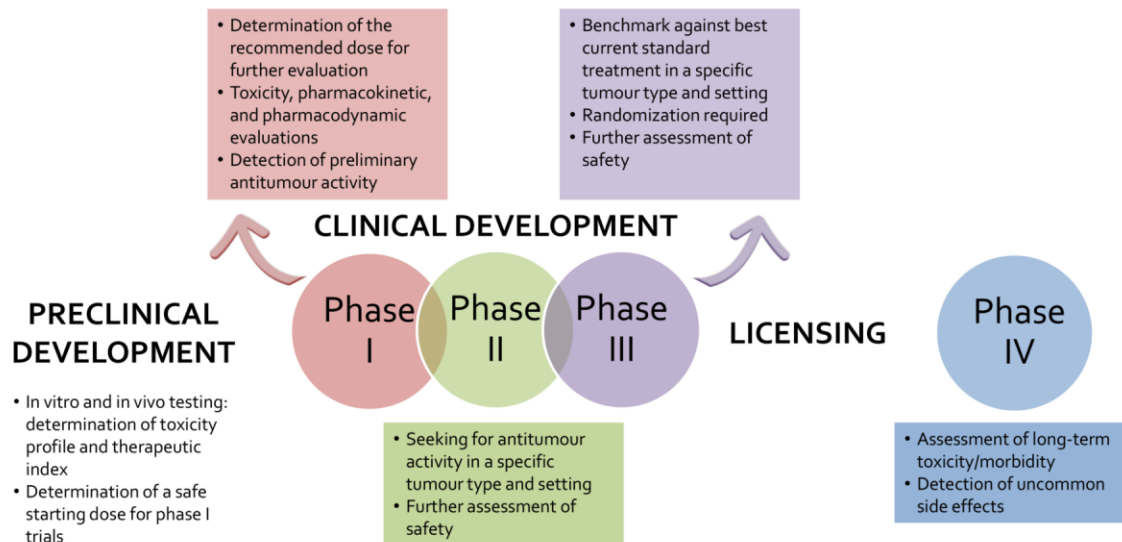 • Determination of the
recommended dose for
further evaluation
• Toxicity, pharmacokinetic,
and pharmacodynamic
evaluations
• Detection of preliminary
antitumour activity
• Benchmark against best
current standard
treatment in a specific
tumour type and setting
• Randomization required
• Further assessment of
safety
CLINICAL DEVELOPMENT
PRECLINICAL
DEVELOPMENT
Phase
I
Phase
II
Phase
III
LICENSING
Phase
IV
• In vitro and in vivo testing:
determination of toxicity
profile and therapeutic
index
• Determination of a safe
starting dose for phase I
trials
• Seeking for antitumour
activity in a specific
tumour type and setting
• Further assessment of
safety
• Assessment of long-term
toxicity/morbidity
• Detection of uncommon
side effects